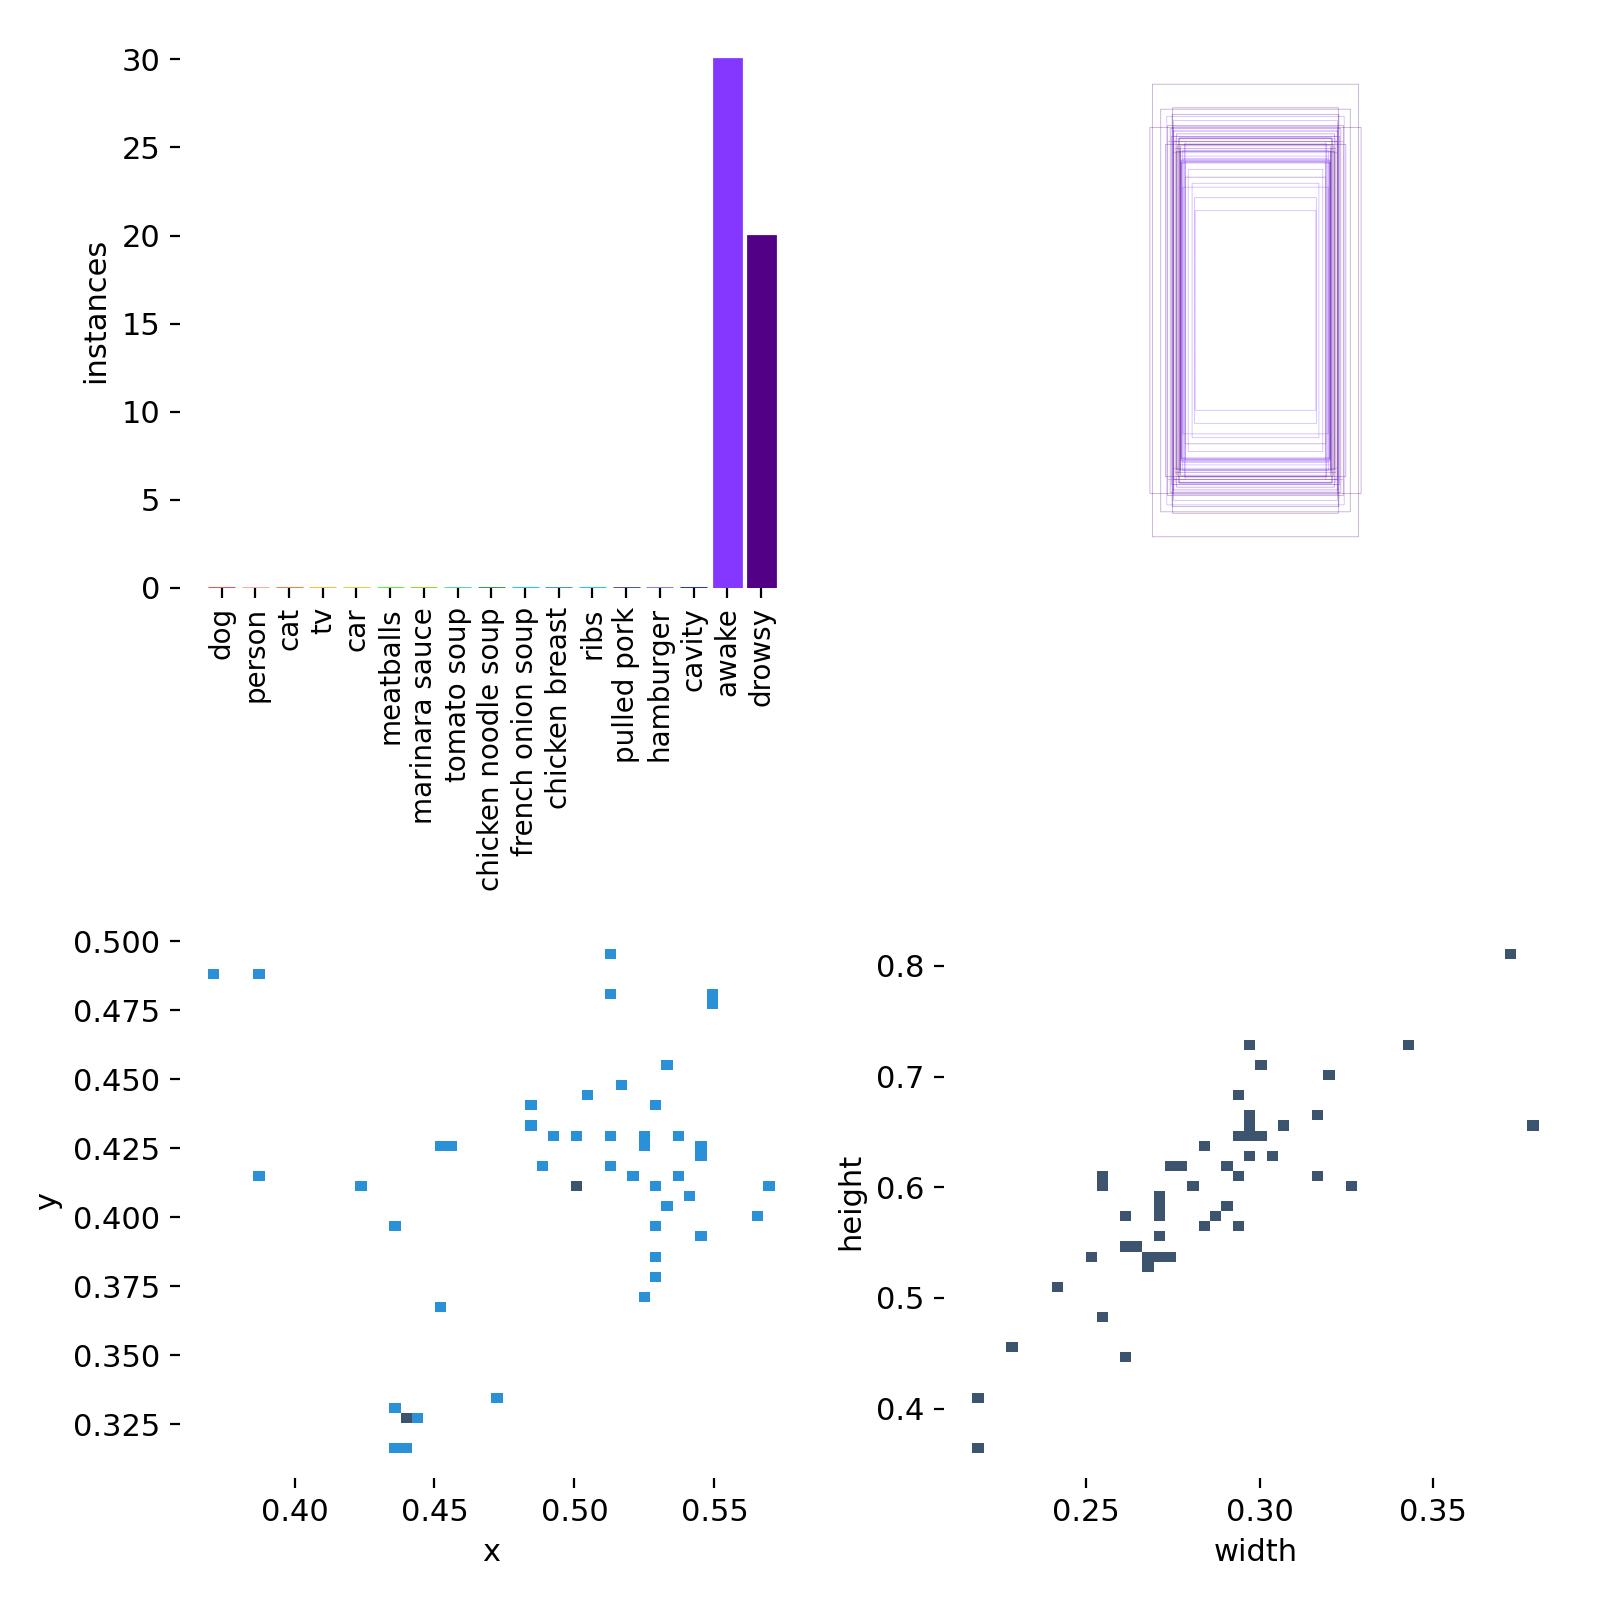 30
25
20
15
10
5
0
instances
dog
person
cat
tv
car
meatballs
marinara sauce
tomato soup
chicken noodle soup
french onion soup
chicken breast
ribs
pulled pork
hamburger
cavity
awake
drowsy
0.500
0.475
0.450
0.425
0.400
0.375
0.350
0.325
y
0.40 0.45 0.50 0.55
x
0.8
0.7
0.6
0.5
0.4
height
0.25 0.30 0.35
width